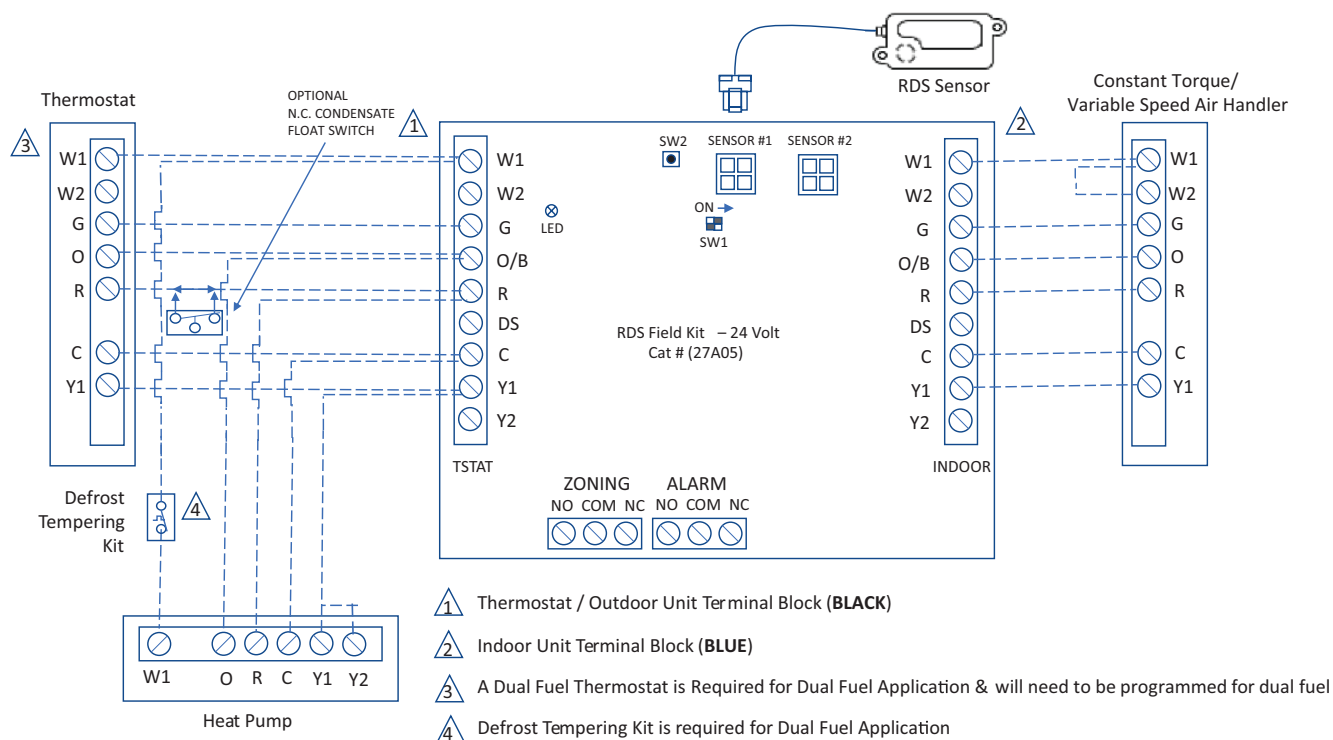 RDS Sensor
Constant Torque/
Variable Speed Air Handler
Thermostat
OPTIONAL
N.C. CONDENSATE
FLOAT SWITCH
1
2
3
W1
W2
G
O
R
C
Y1
W1
W2
G
O/B
R
DS
C
Y1
Y2
TSTAT
SW2
SENSOR #1
SENSOR #2
LED
ON
SW1
RDS Field Kit – 24 Volt
Cat # (27A05)
W1
W2
G
O/B
R
DS
C
Y1
Y2
INDOOR
W1
W2
G
O
R
C
Y1
ZONING
NO COM NC
ALARM
NO COM NC
Defrost
Tempering
Kit
4
W1 O R C Y1 Y2
Heat Pump
1 Thermostat / Outdoor Unit Terminal Block (BLACK)
2 Indoor Unit Terminal Block (BLUE)
3 A Dual Fuel Thermostat is Required for Dual Fuel Application & will need to be programmed for dual fuel
4 Defrost Tempering Kit is required for Dual Fuel Application